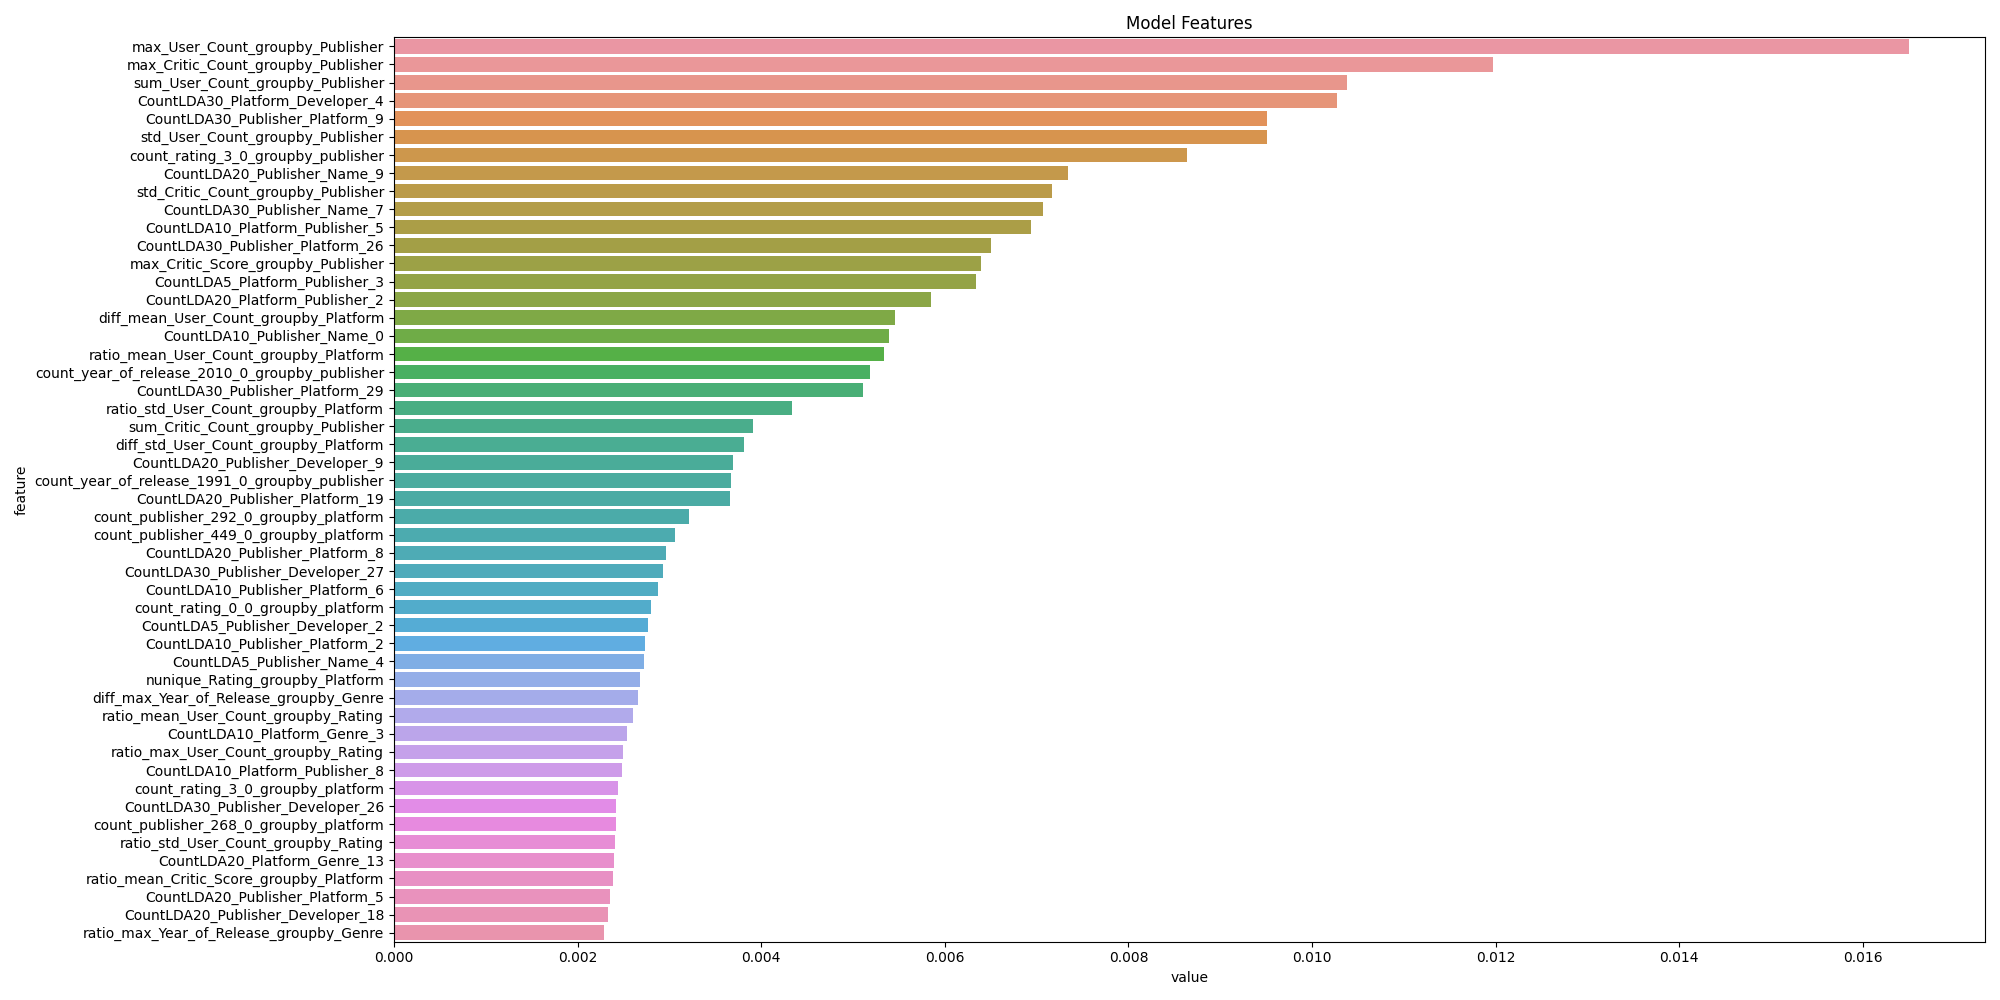 Model Features
max_User_Count_groupby_Publisher
max_Critic_Count_groupby_Publisher
sum_User_Count_groupby_Publisher
CountLDA30_Platform_Developer_4
CountLDA30_Publisher_Platform_9
std_User_Count_groupby_Publisher
count_rating_3_0_groupby_publisher
CountLDA20_Publisher_Name_9
std_Critic_Count_groupby_Publisher
CountLDA30_Publisher_Name_7
CountLDA10_Platform_Publisher_5
CountLDA30_Publisher_Platform_26
max_Critic_Score_groupby_Publisher
CountLDA5_Platform_Publisher_3
CountLDA20_Platform_Publisher_2
diff_mean_User_Count_groupby_Platform
CountLDA10_Publisher_Name_0
ratio_mean_User_Count_groupby_Platform
count_year_of_release_2010_0_groupby_publisher
CountLDA30_Publisher_Platform_29
ratio_std_User_Count_groupby_Platform
sum_Critic_Count_groupby_Publisher
diff_std_User_Count_groupby_Platform
CountLDA20_Publisher_Developer_9
count_year_of_release_1991_0_groupby_publisher
CountLDA20_Publisher_Platform_19
count_publisher_292_0_groupby_platform
count_publisher_449_0_groupby_platform
CountLDA20_Publisher_Platform_8
CountLDA30_Publisher_Developer_27
CountLDA10_Publisher_Platform_6
count_rating_0_0_groupby_platform
CountLDA5_Publisher_Developer_2
CountLDA10_Publisher_Platform_2
CountLDA5_Publisher_Name_4
nunique_Rating_groupby_Platform
diff_max_Year_of_Release_groupby_Genre
ratio_mean_User_Count_groupby_Rating
CountLDA10_Platform_Genre_3
ratio_max_User_Count_groupby_Rating
CountLDA10_Platform_Publisher_8
count_rating_3_0_groupby_platform
CountLDA30_Publisher_Developer_26
count_publisher_268_0_groupby_platform
ratio_std_User_Count_groupby_Rating
CountLDA20_Platform_Genre_13
ratio_mean_Critic_Score_groupby_Platform
CountLDA20_Publisher_Platform_5
CountLDA20_Publisher_Developer_18
ratio_max_Year_of_Release_groupby_Genre
feature
0.000 0.002 0.004 0.006 0.008 0.010 0.012 0.014 0.016
value